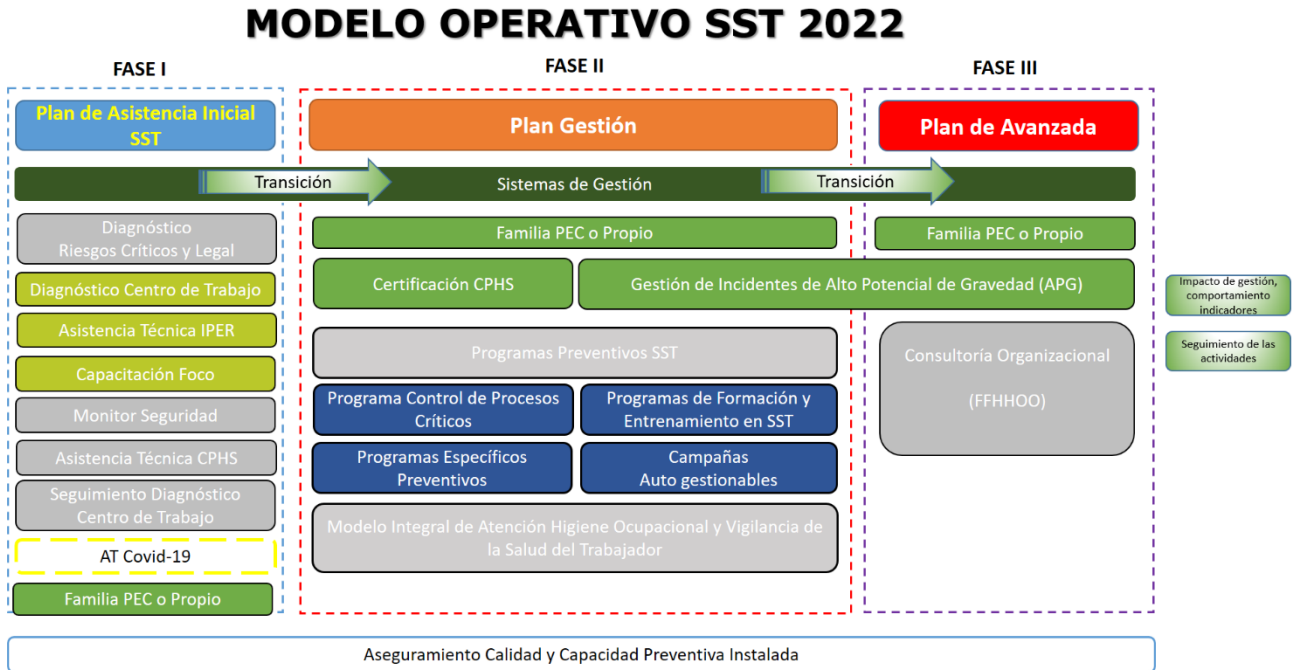 MODELO OPERATIVO SST 2022
FASE I
Plan de Asistencia Inicial
SST
FASE II
Plan Gestión
FASE III
Plan de Avanzada
Transición
Sistemas de Gestión
Transición
Diagnóstico
Riesgos Críticos y Legal
Diagnóstico Centro de Trabajo
Asistencia Técnica IPER
Capacitación Foco
Monitor Seguridad
Asistencia Técnica CPHS
Seguimiento Diagnóstico
Centro de Trabajo
AT Covid-19
Familia PEC o Propio
Familia PEC o Propio
Certificación CPHS
Gestión de Incidentes de Alto Potencial de Gravedad (APG)
Programas Preventivos SST
Programa Control de Procesos
Críticos
Programas de Formación y
Entrenamiento en SST
Programas Específicos
Preventivos
Campañas
Auto gestionables
Modelo Integral de Atención Higiene Ocupacional y Vigilancia de
la Salud del Trabajador
Familia PEC o Propio
Consultoría Organizacional
(FFHHOO)
Impacto de gestión,
comportamiento
indicadores
Seguimiento de las
actividades
Aseguramiento Calidad y Capacidad Preventiva Instalada